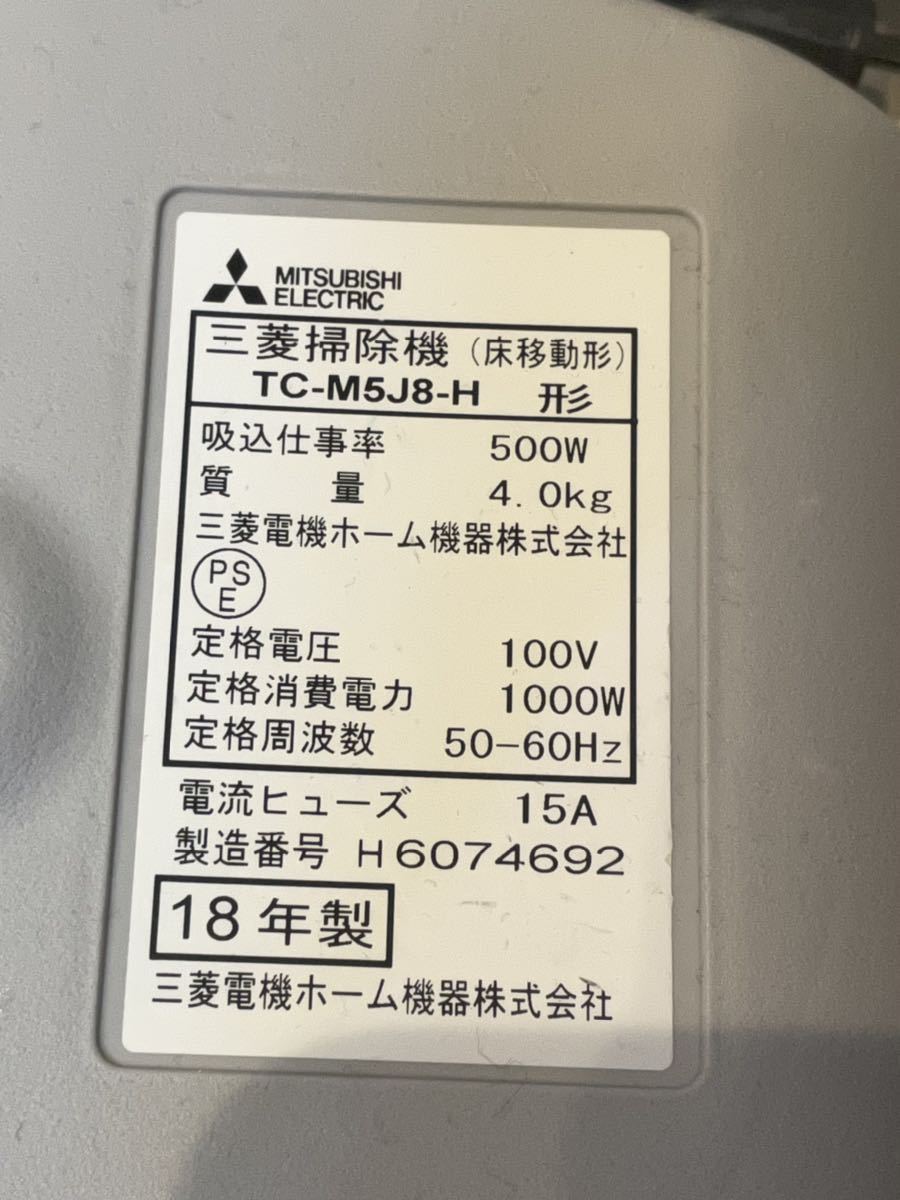 MITSUBISHI
ELECTRIC
三菱掃除機（床移動形）
TC-M5J8-H 形
吸込仕事率 500W
質 量 4.0kg
三菱電機ホーム機器株式会社
PS
E
定格電圧 100V
定格消費電力 1000W
定格周波数 50-60Hz
電流ヒューズ 15A
製造番号 H6074692
18年製
三菱電機ホーム機器株式会社